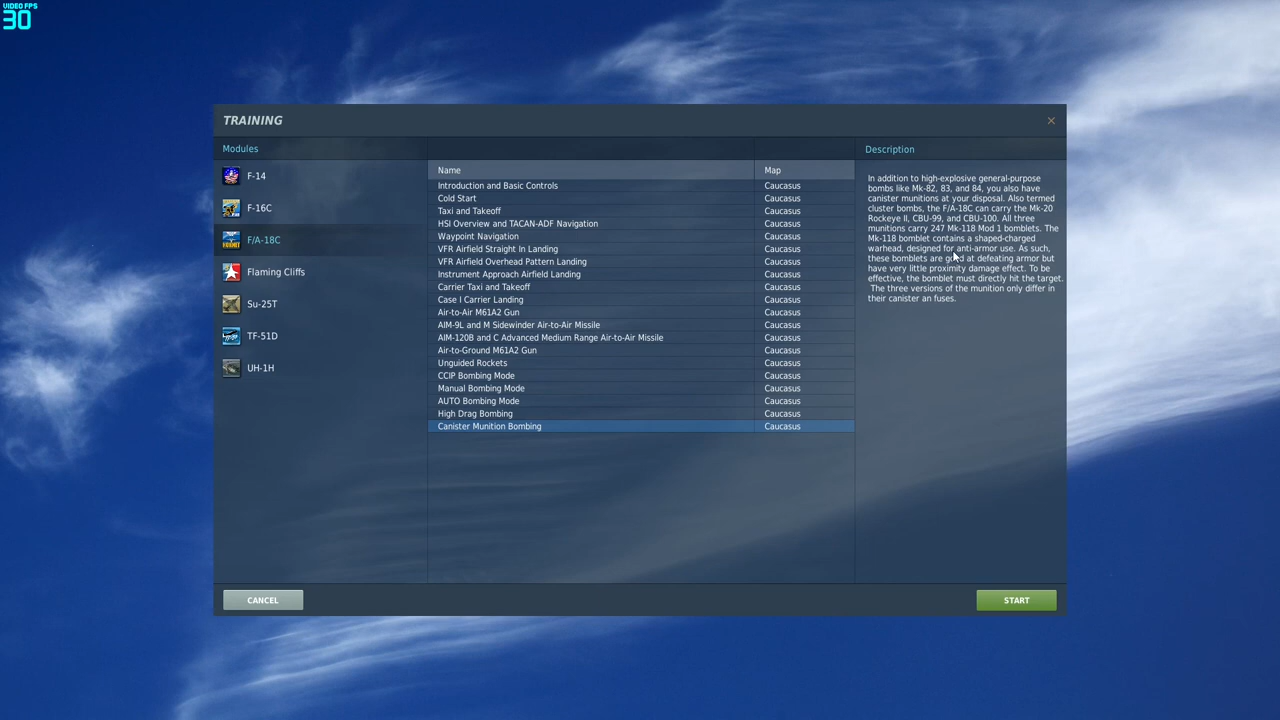 VIDEO FPS
30
TRAINING
Modules
F-14
F-16C
F/A-18C
Flaming Cliffs
Su-25T
TF-51D
UH-1H
Name Map
Introduction and Basic Controls Caucasus
Cold Start Caucasus
Taxi and Takeoff Caucasus
HSI Overview and TACAN-ADF Navigation Caucasus
Waypoint Navigation Caucasus
VFR Airfield Straight In Landing Caucasus
VFR Airfield Overhead Pattern Landing Caucasus
Instrument Approach Airfield Landing Caucasus
Carrier Taxi and Takeoff Caucasus
Case I Carrier Landing Caucasus
Air-to-Air M61A2 Gun Caucasus
AIM-9L and M Sidewinder Air-to-Air Missile Caucasus
AIM-120B and C Advanced Medium Range Air-to-Air Missile Caucasus
Air-to-Ground M61A2 Gun Caucasus
Unguided Rockets Caucasus
CCIP Bombing Mode Caucasus
Manual Bombing Mode Caucasus
AUTO Bombing Mode Caucasus
High Drag Bombing Caucasus
Canister Munition Bombing Caucasus
Description
In addition to high-explosive general-purpose
bombs like Mk-82, 83, and 84, you also have
canister munitions at your disposal. Also termed
cluster bombs, the F/A-18C can carry the Mk-20
Rockeye II, CBU-99, and CBU-100. All three
munitions carry 247 Mk-118 Mod 1 bomblets. The
Mk-118 bomblet contains a shaped-charged
warhead, designed for anti-armor use. As such,
these bomblets are good at defeating armor but
have very little proximity damage effect. To be
effective, the bomblet must directly hit the target.
The three versions of the munition only differ in
their canister an fuses.
CANCEL
START